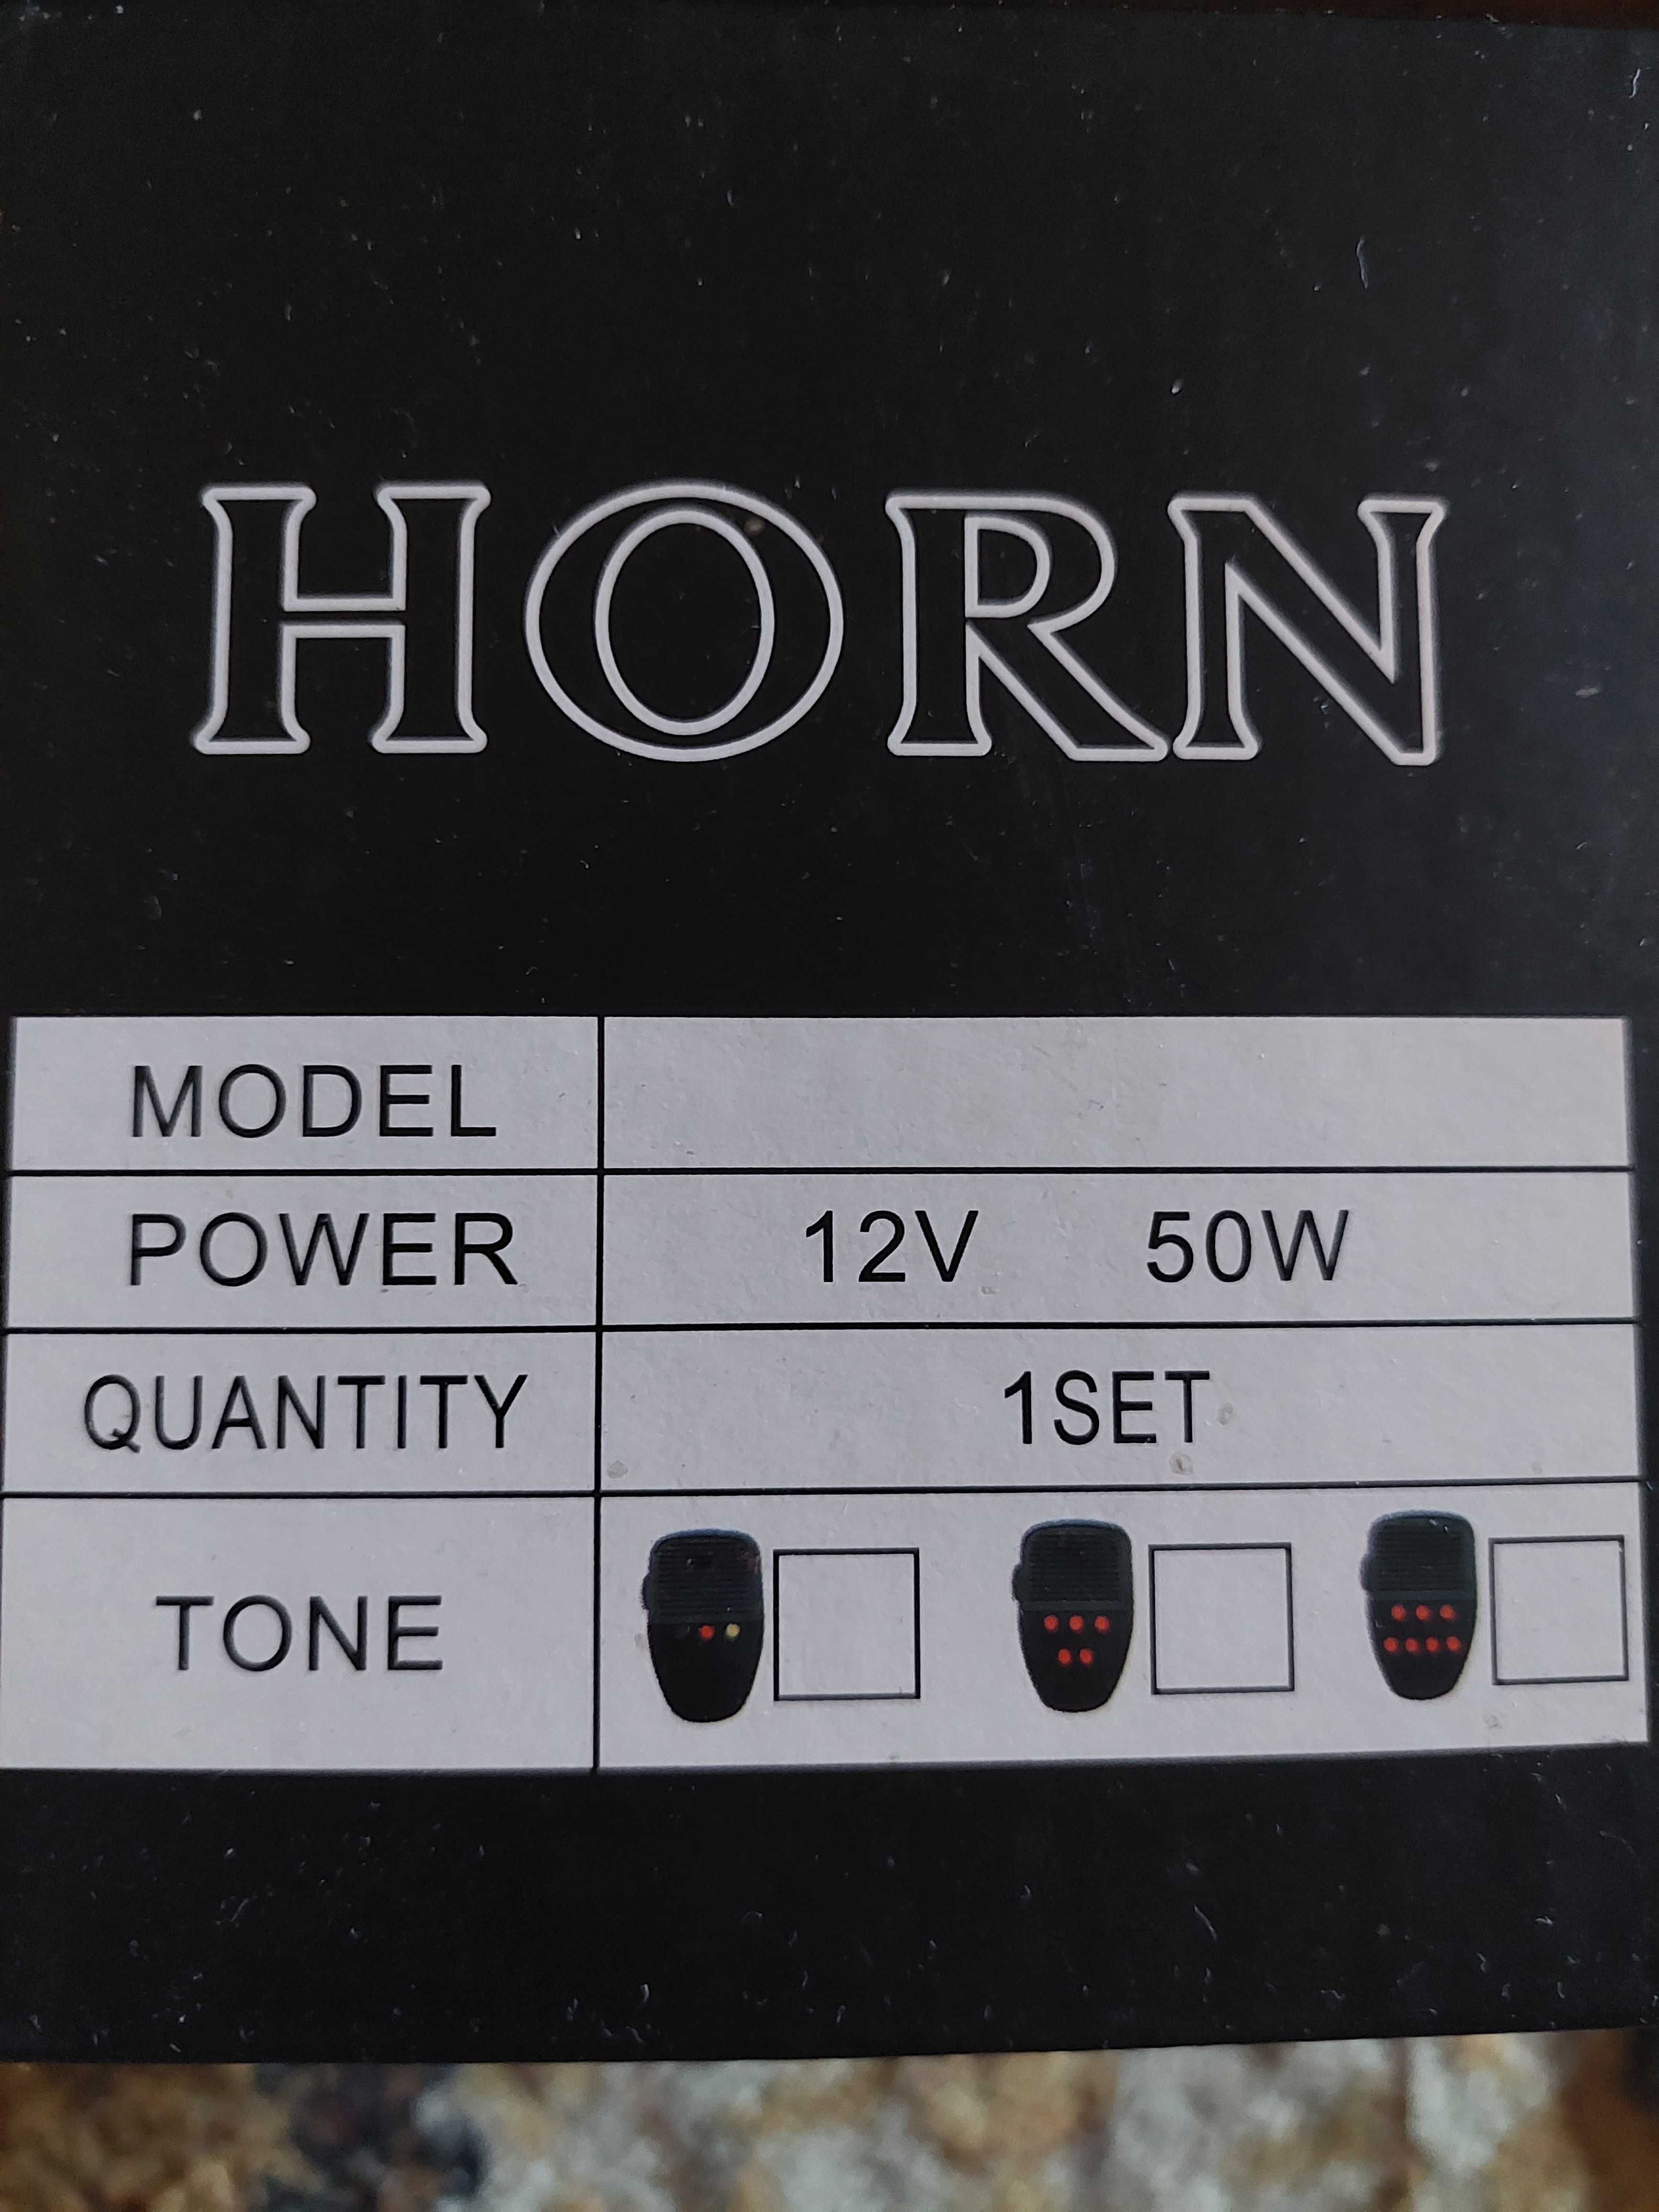 HORN
MODEL
POWER 12V 50W
QUANTITY 1SET
TONE